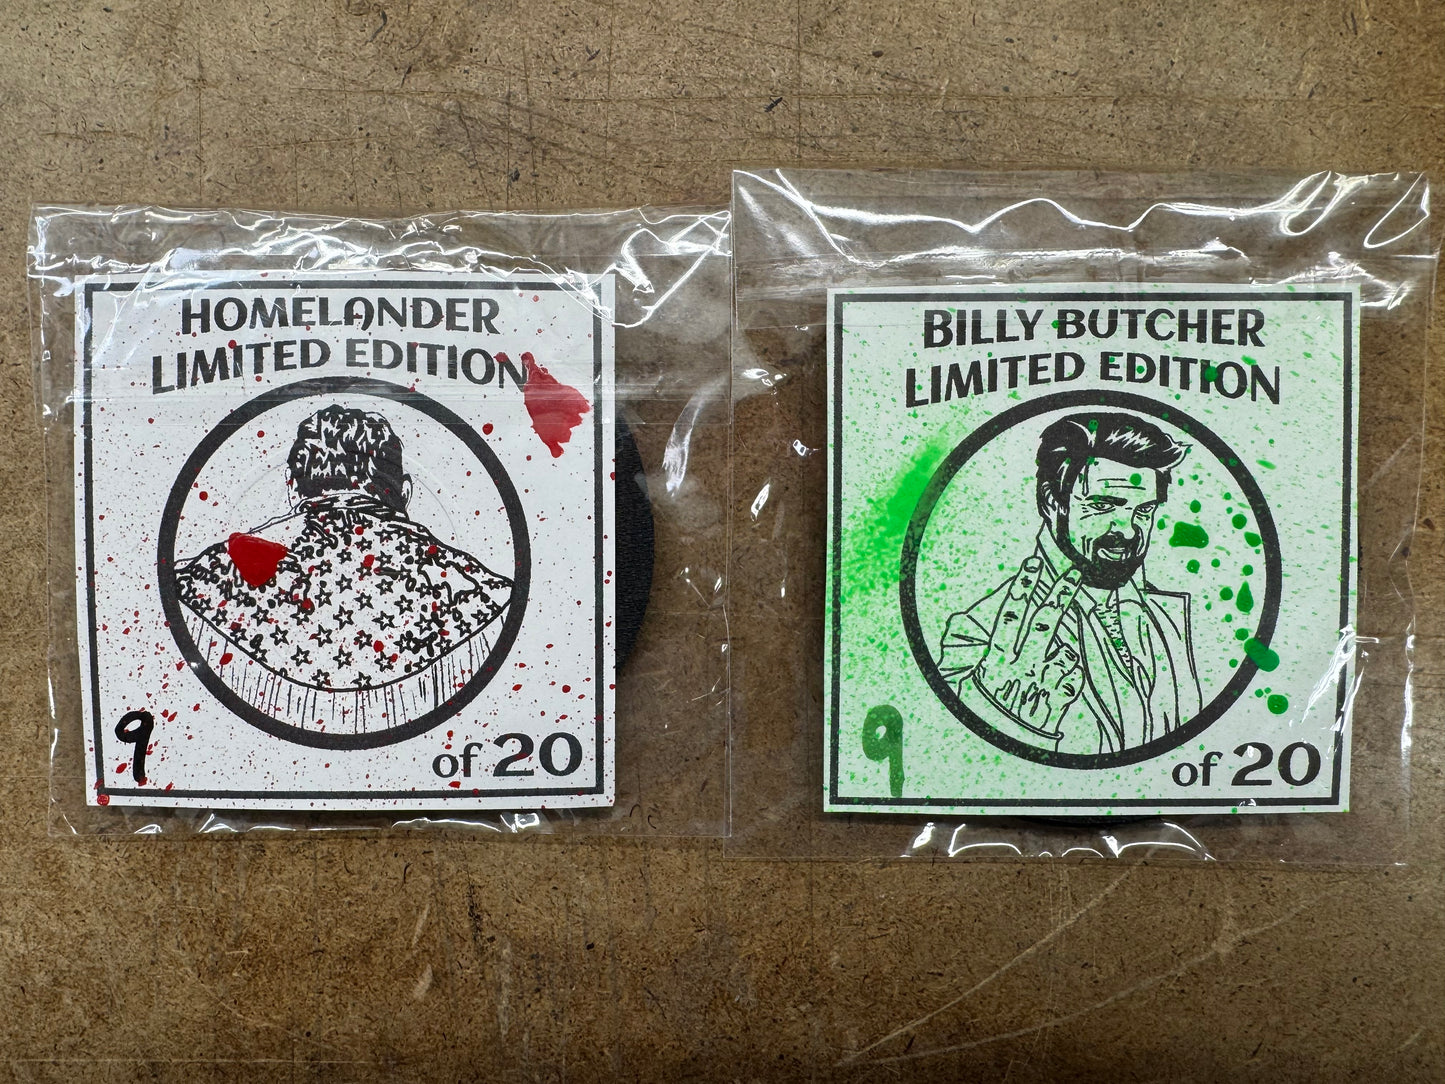 HOMELANDER
LIMITED EDITION
9 of 20
BILLY BUTCHER
LIMITED EDITION
9 of 20